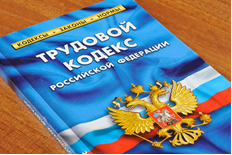 КОДЕКСЫ • ЗАКОНЫ • НОРМЫ
ТРУДОВОЙ
КОДЕКС
РОССИЙСКОЙ ФЕДЕРАЦИИ